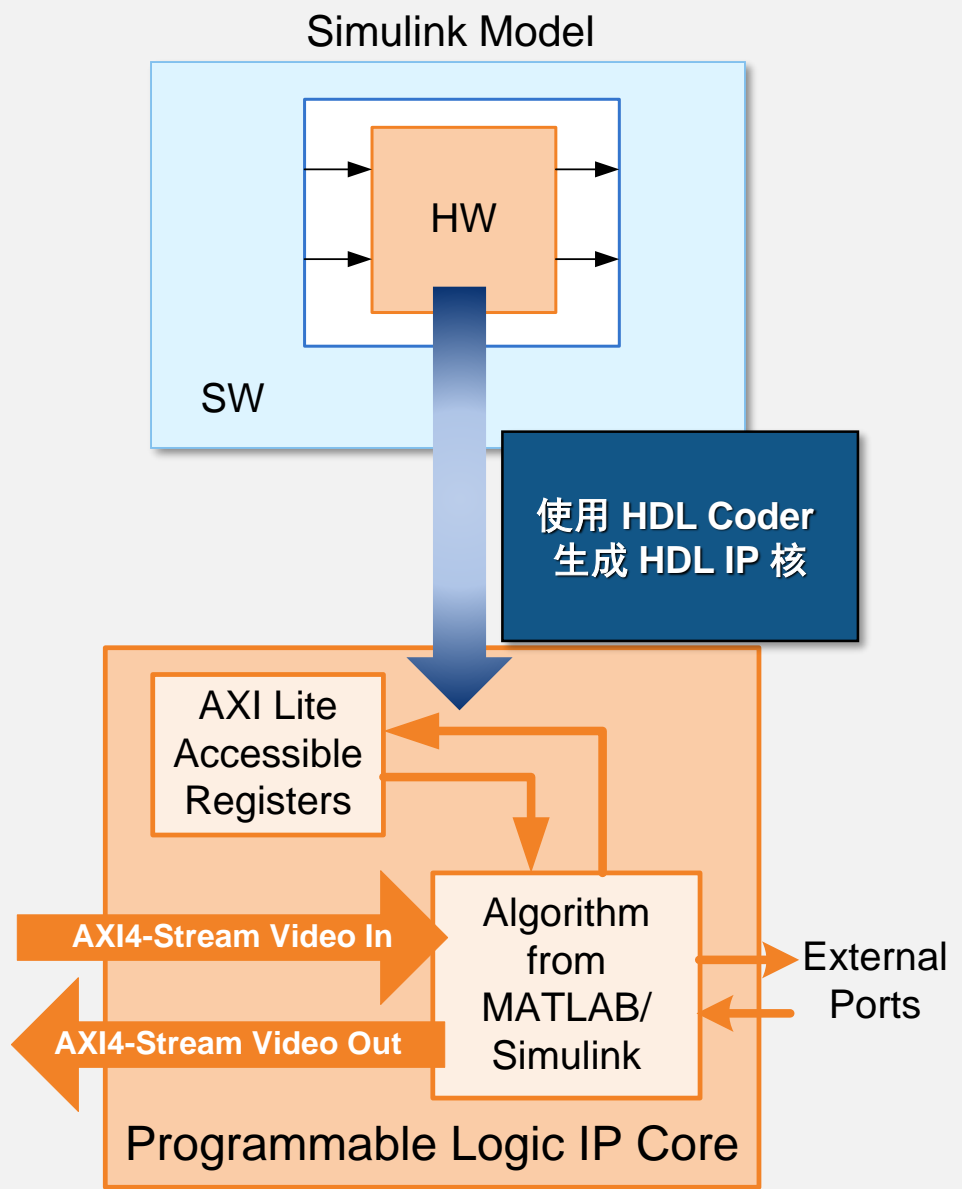 Simulink Model
HW
SW
使用 HDL Coder
生成 HDL IP 核
AXI Lite
Accessible
Registers
AXI4-Stream Video In
Algorithm
from
MATLAB/
Simulink
External
Ports
AXI4-Stream Video Out
Programmable Logic IP Core